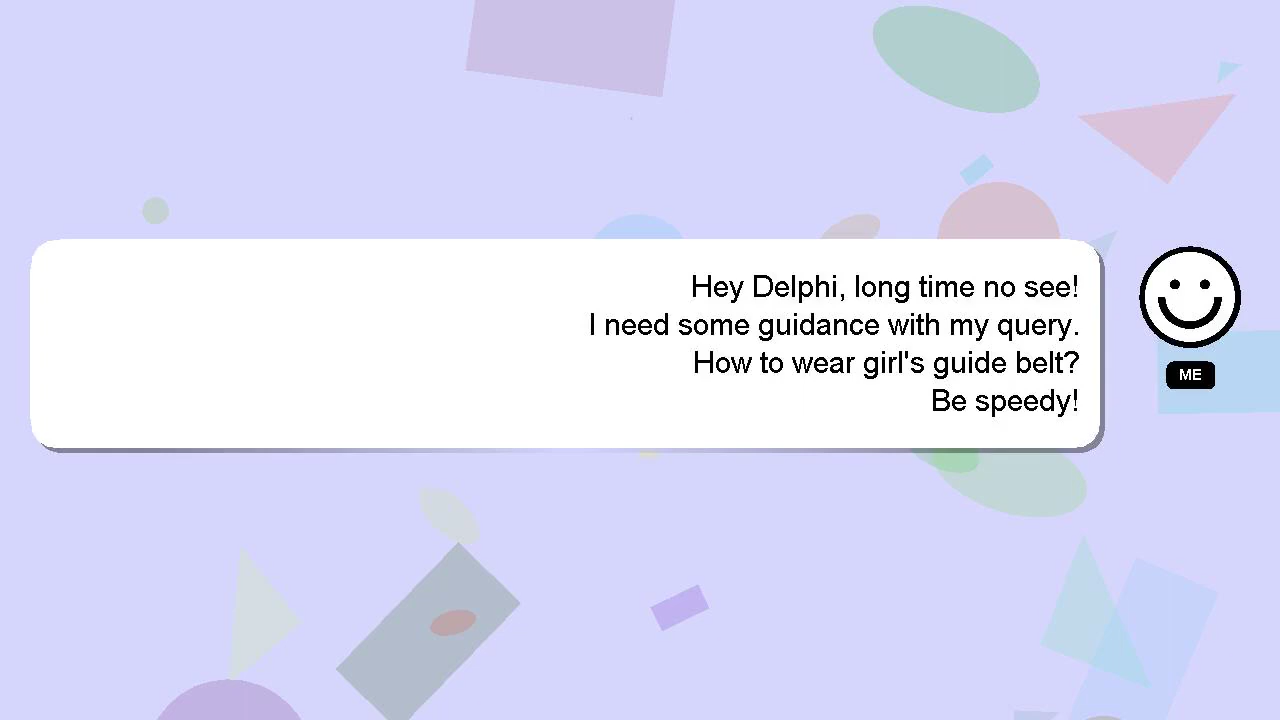 Hey Delphi, long time no see!
I need some guidance with my query.
How to wear girl's guide belt?
Be speedy!
ME